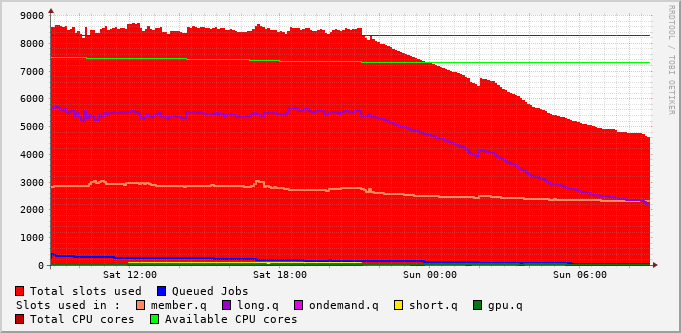 9000
8000
7000
6000
5000
4000
3000
2000
1000
0
Sat 12:00 Sat 18:00 Sun 00:00 Sun 06:00
RRDTOOL / TOBI OETIKER
Total slots used Queued Jobs
Slots used in : member.q long.q ondemand.q short.q gpu.q
Total CPU cores Available CPU cores